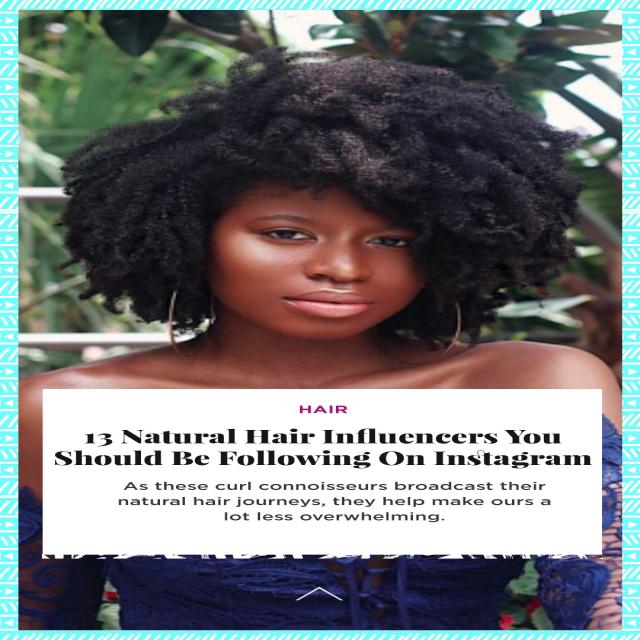 HAIR
13 Natural Hair Influencers You
Should Be Following On Instagram
As these curl connoisseurs broadcast their
natural hair journeys, they help make ours a
lot less overwhelming.